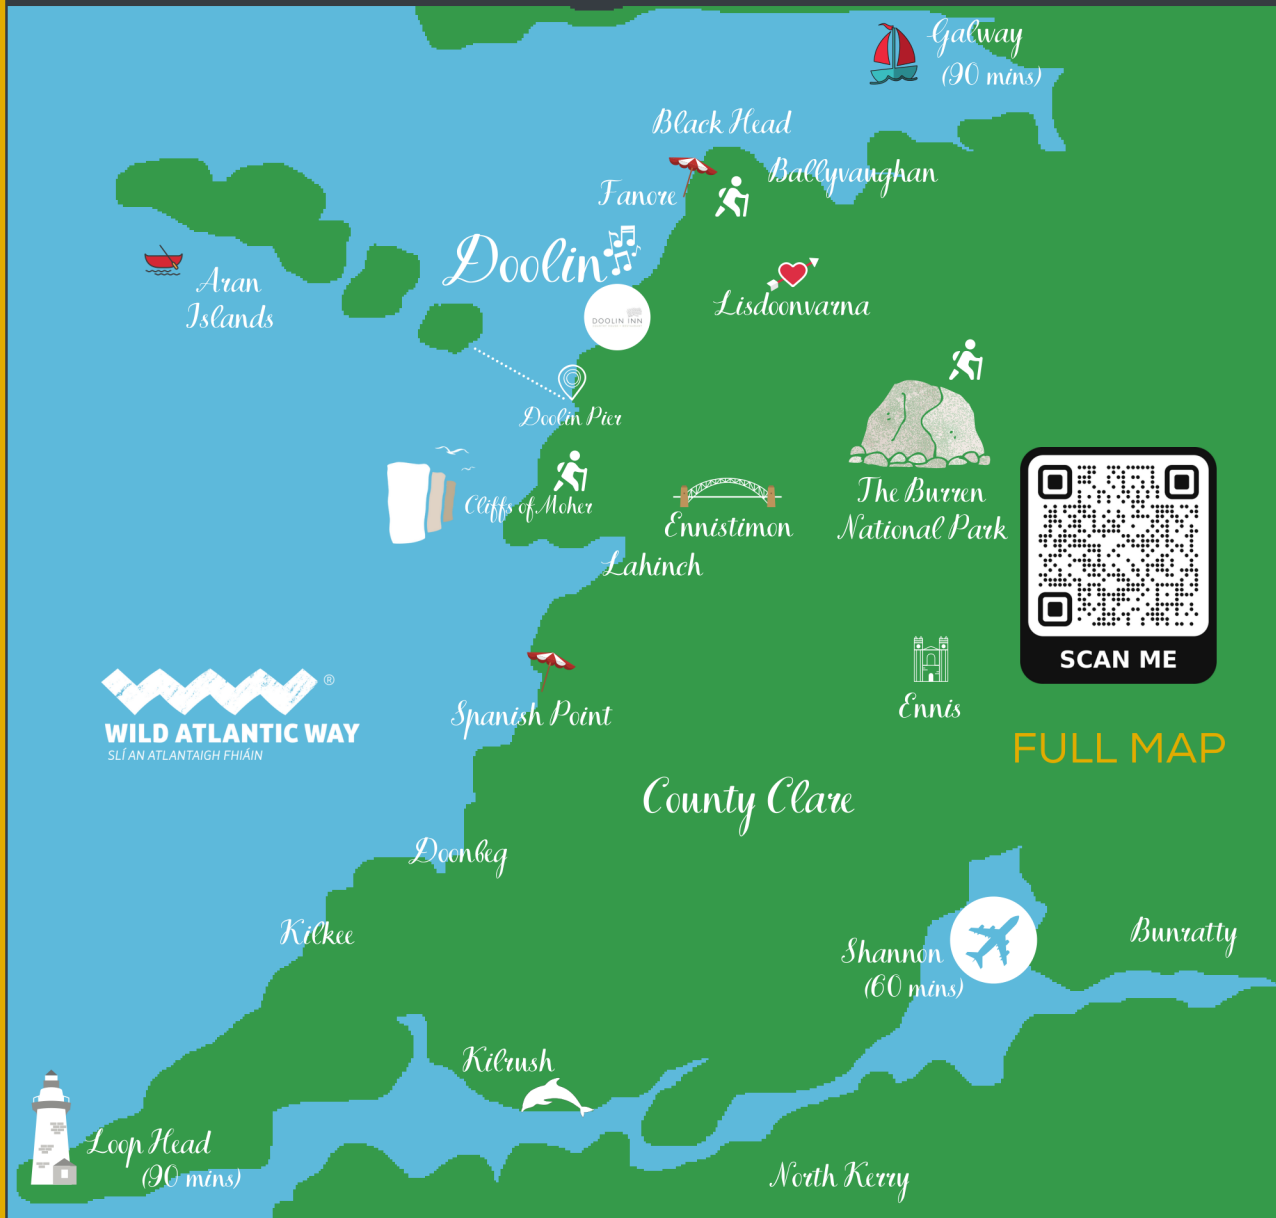 Galway
(90 mins)
Black Head
Ballyvaughan
Fanore
Doolin
Aran
Islands
Lisdoonvarna
DOOLIN INN
Doolin Pier
Cliffs of Moher
Ennistimon
The Burren
National Park
Lahinch
SCAN ME
®
WILD ATLANTIC WAY
SLÍ AN ATLANTAIGH FHIÁIN
Spanish Point
Ennis
FULL MAP
County Clare
Doonbeg
Kilkee
Shannon
(60 mins)
Bunratty
Kilrush
Loop Head
(90 mins)
North Kerry